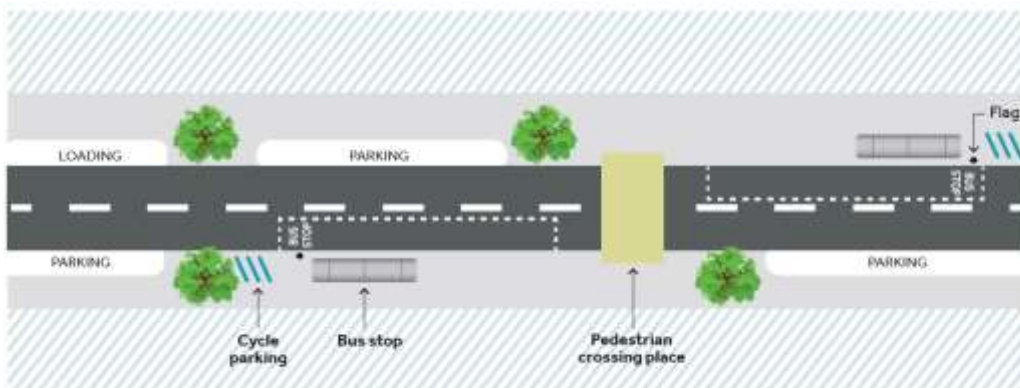 Flag
LOADING
PARKING
BUS
STOP
BUS
STOP
PARKING
PARKING
Cycle
parking
Bus stop
Pedestrian
crossing place